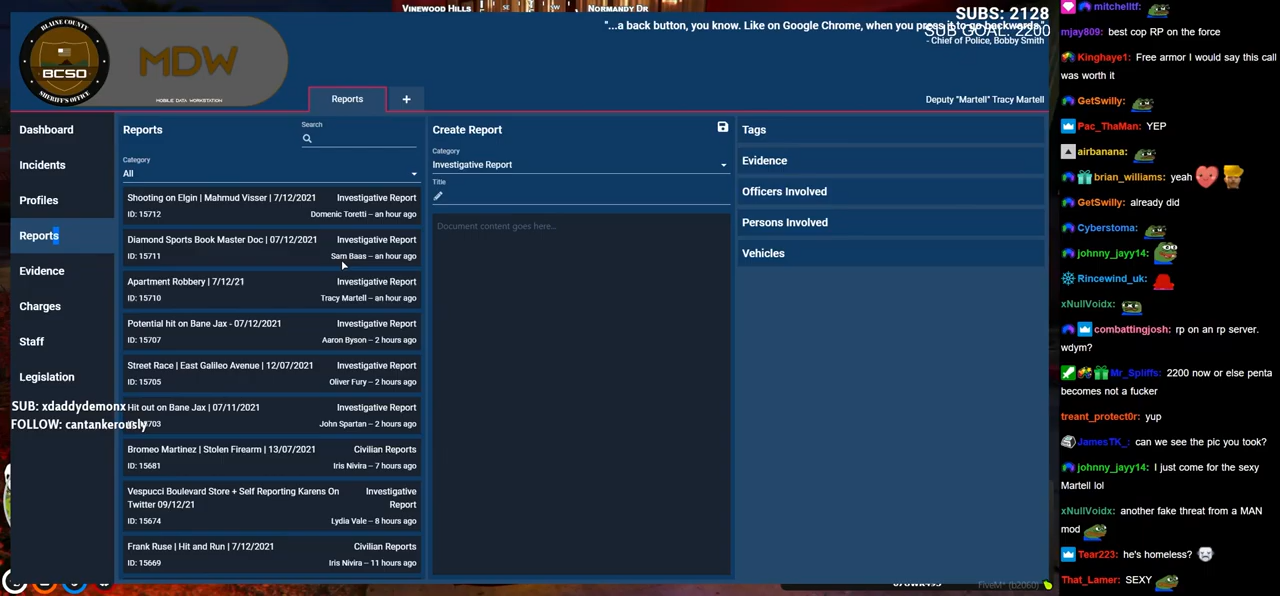 Vinewood Hills
SE
SW
Normandy Dr
SUBS: 2128
SUB GOAL: 2200
"...a back button, you know. Like on Google Chrome, when you press it to go backwards."
- Chief of Police, Bobby Smith
BLAINE COUNTY
BCSO
SHERIFF'S OFFICE
MDW
MOBILE DATA WORKSTATION
Reports
+
Deputy "Martell" Tracy Martell
Dashboard
Incidents
Profiles
Reports
Evidence
Charges
Staff
Legislation
SUB: xdaddydemonx
FOLLOW: cantankerously
Reports
Search
Category
All
Shooting on Elgin | Mahmud Visser | 7/12/2021
Investigative Report
ID: 15712
Domenic Toretti – an hour ago
Diamond Sports Book Master Doc | 07/12/2021
Investigative Report
ID: 15711
Sam Baas – an hour ago
Apartment Robbery | 7/12/21
Investigative Report
ID: 15710
Tracy Martell – an hour ago
Potential hit on Bane Jax - 07/12/2021
Investigative Report
ID: 15707
Aaron Byson – 2 hours ago
Street Race | East Galileo Avenue | 12/07/2021
Investigative Report
ID: 15705
Oliver Fury – 2 hours ago
Hit out on Bane Jax | 07/11/2021
Investigative Report
John Spartan – 2 hours ago
Bromeo Martinez | Stolen Firearm | 13/07/2021
Civilian Reports
ID: 15681
Iris Nivira – 7 hours ago
Vespucci Boulevard Store + Self Reporting Karens On
Twitter 09/12/21
Investigative
Report
ID: 15674
Lydia Vale – 8 hours ago
Frank Ruse | Hit and Run | 7/12/2021
Civilian Reports
ID: 15669
Iris Nivira – 11 hours ago
Create Report
Category
Investigative Report
Title
Document content goes here...
Tags
Evidence
Officers Involved
Persons Involved
Vehicles
FiveM® (b2060)
mitchelltf:
mjay809: best cop RP on the force
Kinghaye1: Free armor I would say this call
was worth it
GetSwilly:
Pac_ThaMan: YEP
airbanana:
brian_williams: yeah
GetSwilly: already did
Cyberstoma:
johnny_jayy14:
Rincewind_uk:
xNullVoidx:
combattingjosh: rp on an rp server.
wdym?
Mr_Spliffs: 2200 now or else penta
becomes not a fucker
treant_protect0r: yup
JamesTK_: can we see the pic you took?
johnny_jayy14: I just come for the sexy
Martell lol
xNullVoidx: another fake threat from a MAN
mod
Tear223: he's homeless?
That_Lamer: SEXY